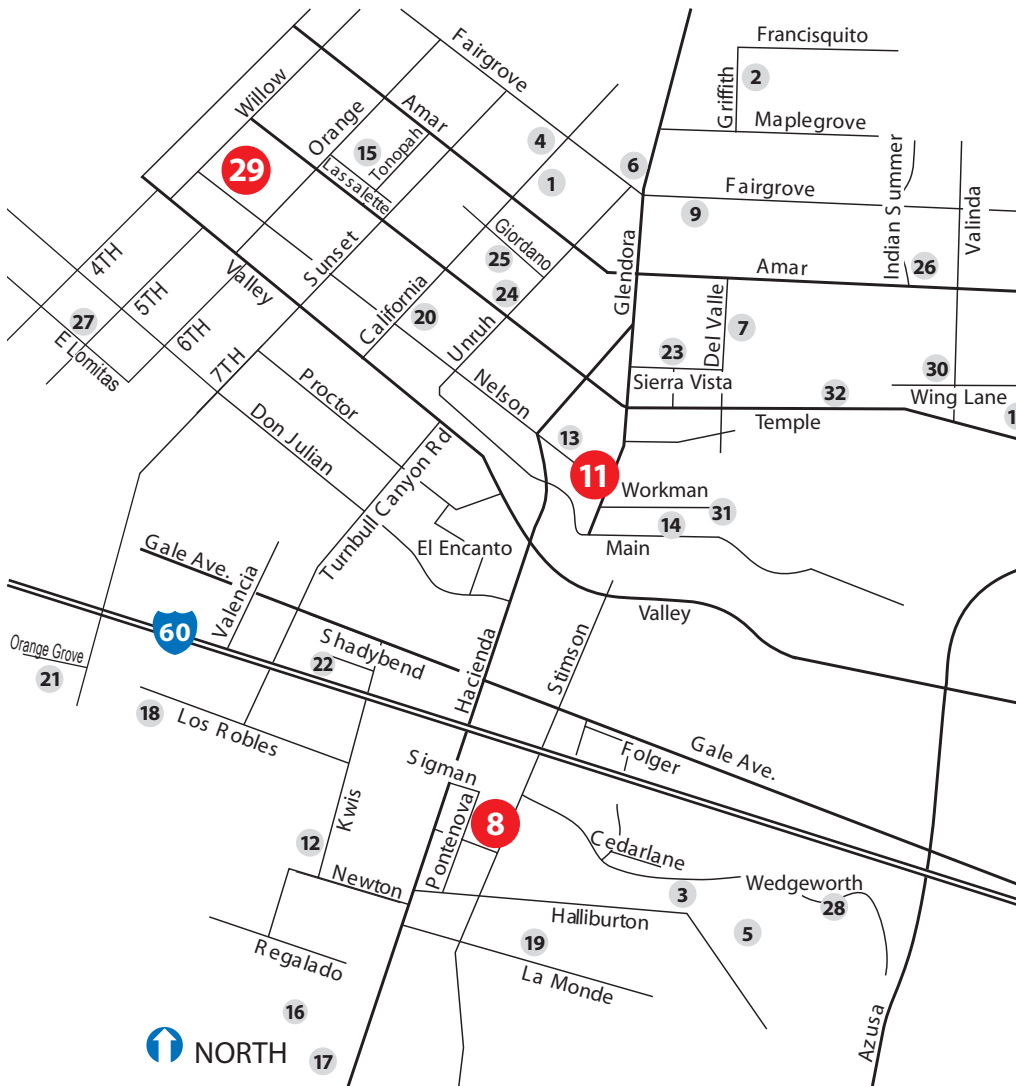 Francisquito
Fairgrove
2
Griffith
Willow
Amar
Orange
Maplegrove
15
Tonopah
4
29
Lassalette
6
1
Indian Summer
Fairgrove
9
Valinda
4TH
Giordano
Sunset
25
Glendora
Amar
26
Valley
5TH
24
California
20
Del Valle
7
27
6TH
Unruh
E Lomitas
23
7TH
30
Sierra Vista
Proctor
Nelson
32
Wing Lane
1
Temple
Don Julian
13
Turnbull Canyon Rd
11
Workman
31
14
El Encanto
Main
Gale Ave.
Valencia
Valley
60
Orange Grove
Shadybend
22
Hacienda
Stimson
21
18
Los Robles
Folger
Gale Ave.
Sigman
Kwis
Pontenova
8
12
Cedarlane
Newton
3
Wedgeworth
28
Halliburton
5
19
Regalado
La Monde
16
Azusa
NORTH
17